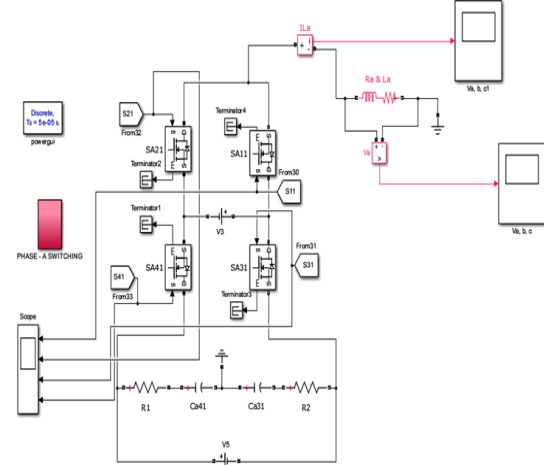 ILa
Va, b, c1
Ra & La
Discrete,
Ts = 5e-05 s.
powergui
S21
From32
Terminator4
SA21
SA11
Terminator2
From30
S11
Va
Va, b, c
Terminator1
V3
PHASE - A SWITCHING
From31
S31
S41
From33
SA41
SA31
Terminator3
Scope
R1
Ca41
Ca31
R2
V5